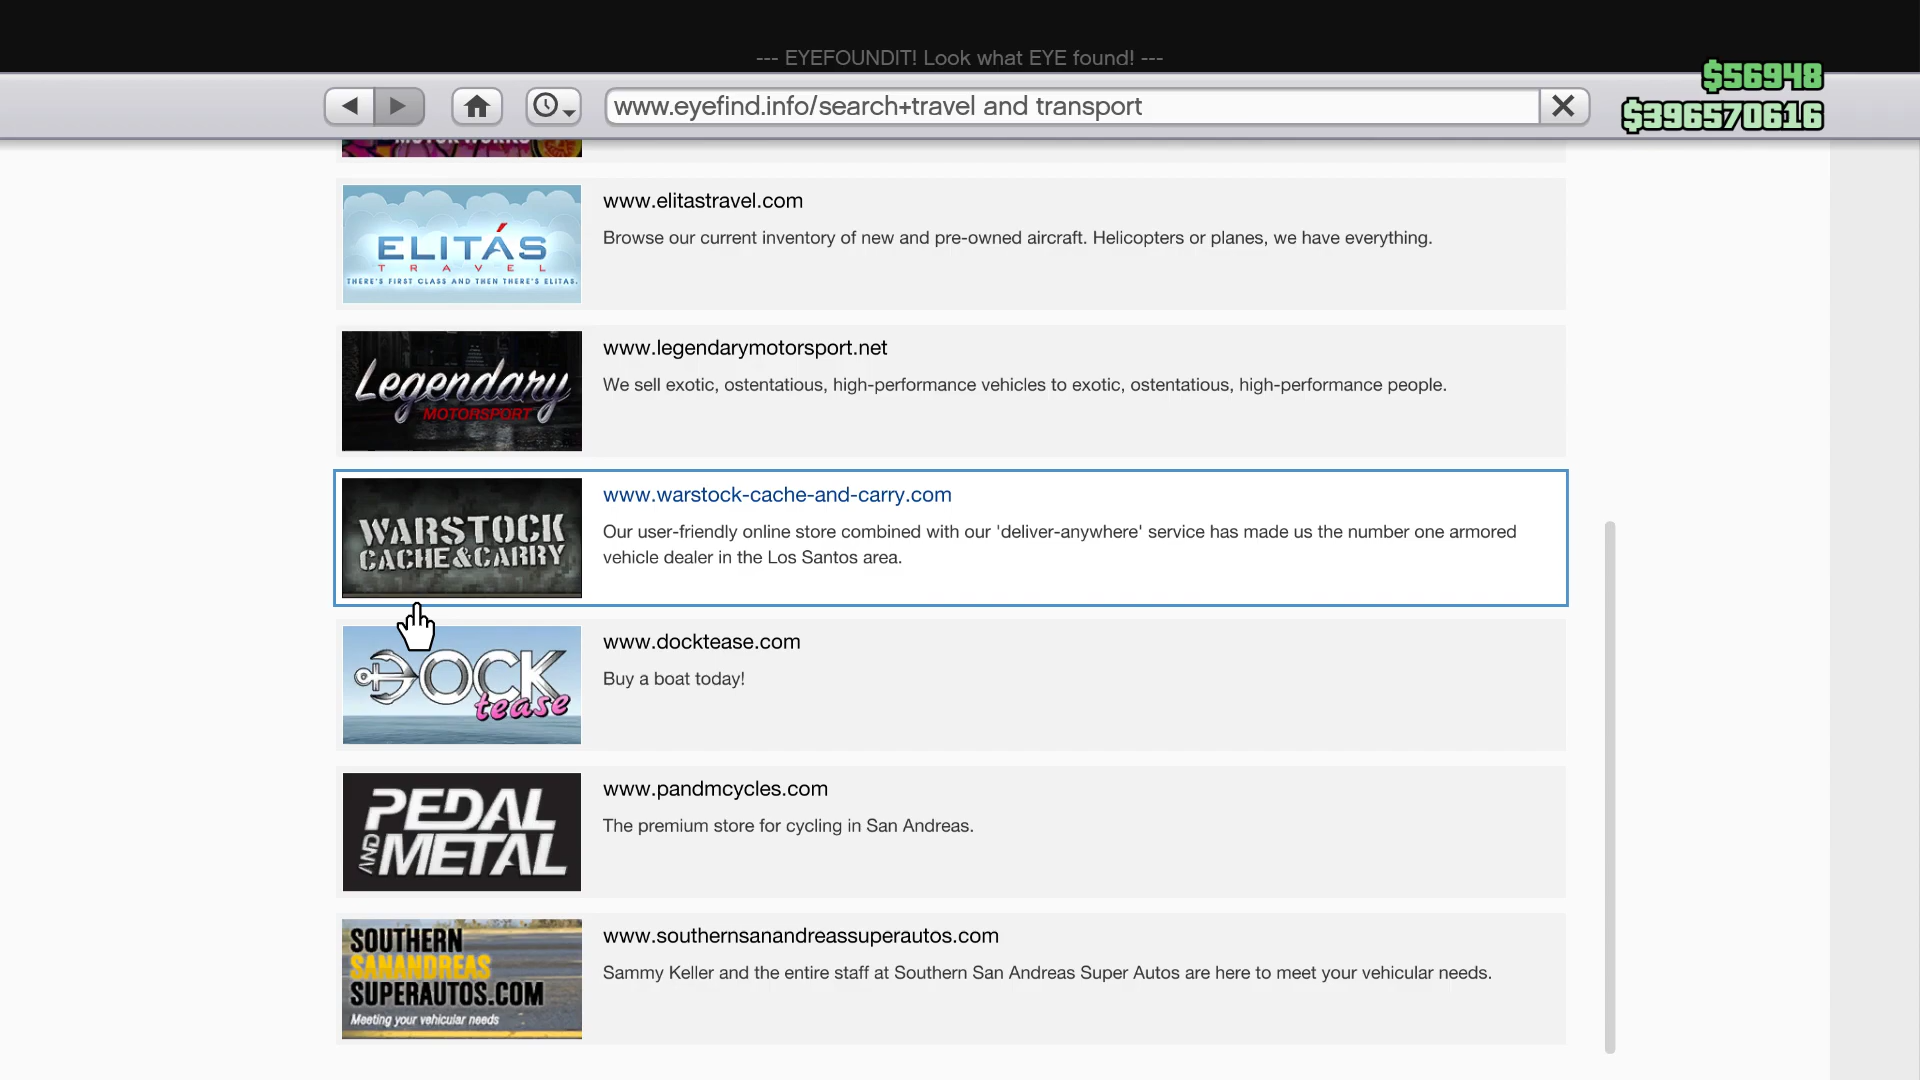 --- EYEFOUNDIT! Look what EYE found! ---
$56948
www.eyefind.info/search+travel and transport
$396570616
ELITÁS
TRAVEL
THERE'S FIRST CLASS AND THEN THERE'S ELITAS.
www.elitastravel.com
Browse our current inventory of new and pre-owned aircraft. Helicopters or planes, we have everything.
Legendary
MOTORSPORT
www.legendarymotorsport.net
We sell exotic, ostentatious, high-performance vehicles to exotic, ostentatious, high-performance people.
WARSTOCK
CACHE&CARRY
www.warstock-cache-and-carry.com
Our user-friendly online store combined with our 'deliver-anywhere' service has made us the number one armored
vehicle dealer in the Los Santos area.
DOCK
tease
www.docktease.com
Buy a boat today!
PEDAL
AND METAL
www.pandmcycles.com
The premium store for cycling in San Andreas.
SOUTHERN
SANANDREAS
SUPERAUTOS.COM
Meeting your vehicular needs
www.southernsanandreassuperautos.com
Sammy Keller and the entire staff at Southern San Andreas Super Autos are here to meet your vehicular needs.